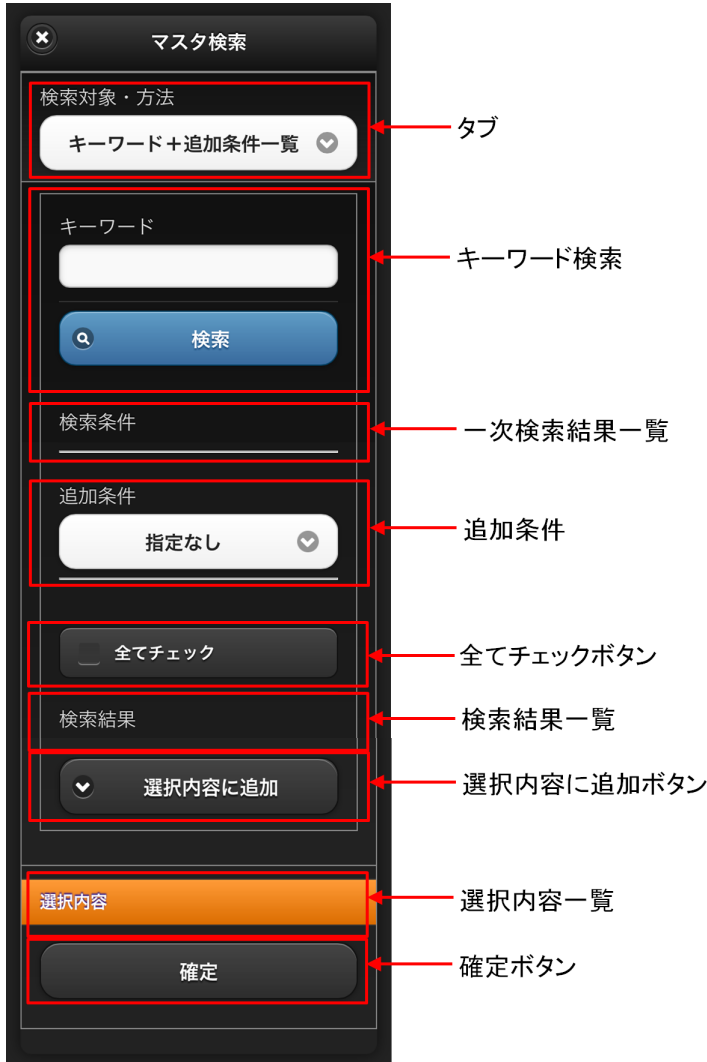 マスタ検索
検索対象・方法
キーワード＋追加条件一覧
タブ
キーワード
キーワード検索
検索
検索条件
一次検索結果一覧
追加条件
指定なし
追加条件
全てチェック
全てチェックボタン
検索結果
検索結果一覧
選択内容に追加
選択内容に追加ボタン
選択内容
選択内容一覧
確定
確定ボタン